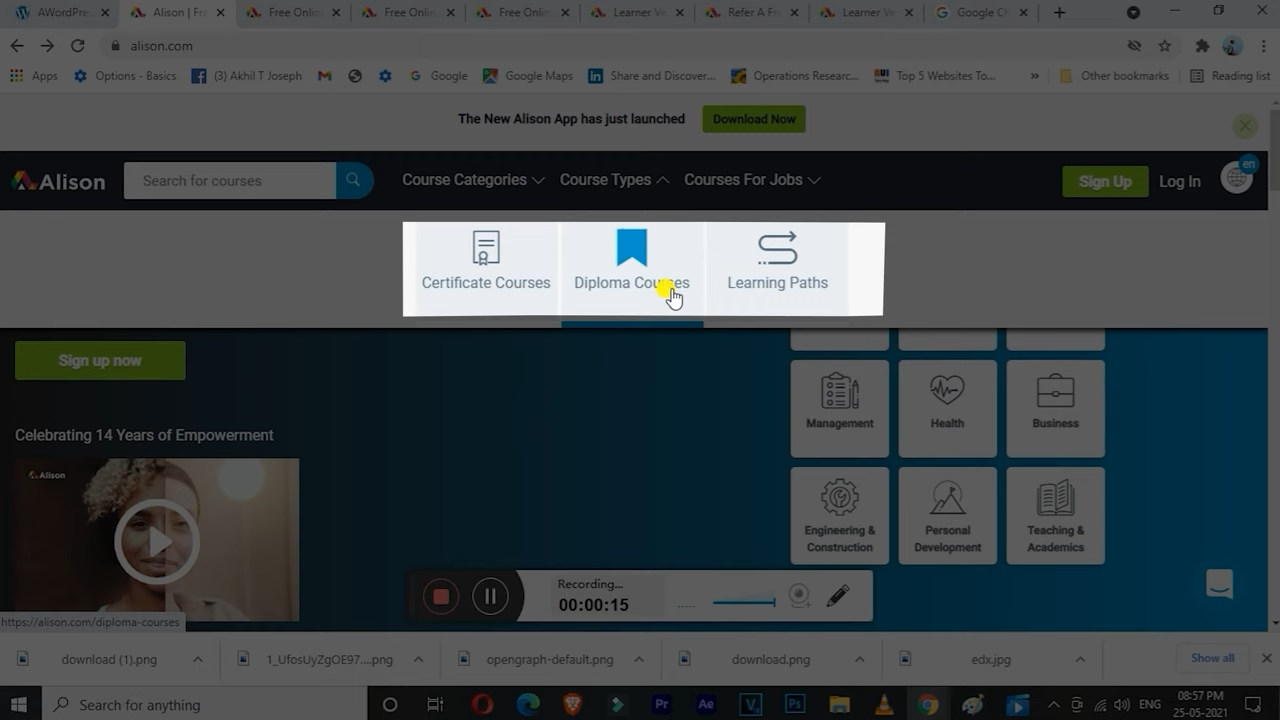 AWordPres
Alison | Fre
Free Onlin
Free Onlin
Free Onlin
Learner Ve
Refer A Fr
Learner Ve
Google Ch
alison.com
Apps
Options - Basics
(3) Akhil T Joseph
Google
Google Maps
Share and Discover...
Operations Researc...
Top 5 Websites To...
»
Other bookmarks
Reading list
The New Alison App has just launched
Download Now
Alison
Search for courses
Course Categories
Course Types
Courses For Jobs
Sign Up
Log In
en
Certificate Courses
Diploma Courses
Learning Paths
Sign up now
Management
Health
Business
Celebrating 14 Years of Empowerment
Alison
Engineering & Construction
Personal Development
Teaching & Academics
Recording...
00:00:15
https://alison.com/diploma-courses
download (1).png
1_UfosUyZgOE97....png
opengraph-default.png
download.png
edx.jpg
Show all
Search for anything
Pr
Ae
Ps
ENG
08:57 PM
25-05-2021